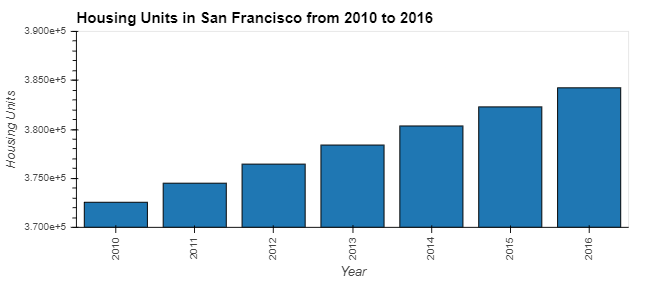 Housing Units in San Francisco from 2010 to 2016
3.900e+5
3.850e+5
3.800e+5
3.750e+5
3.700e+5
Housing Units
2010
2011
2012
2013
2014
2015
2016
Year